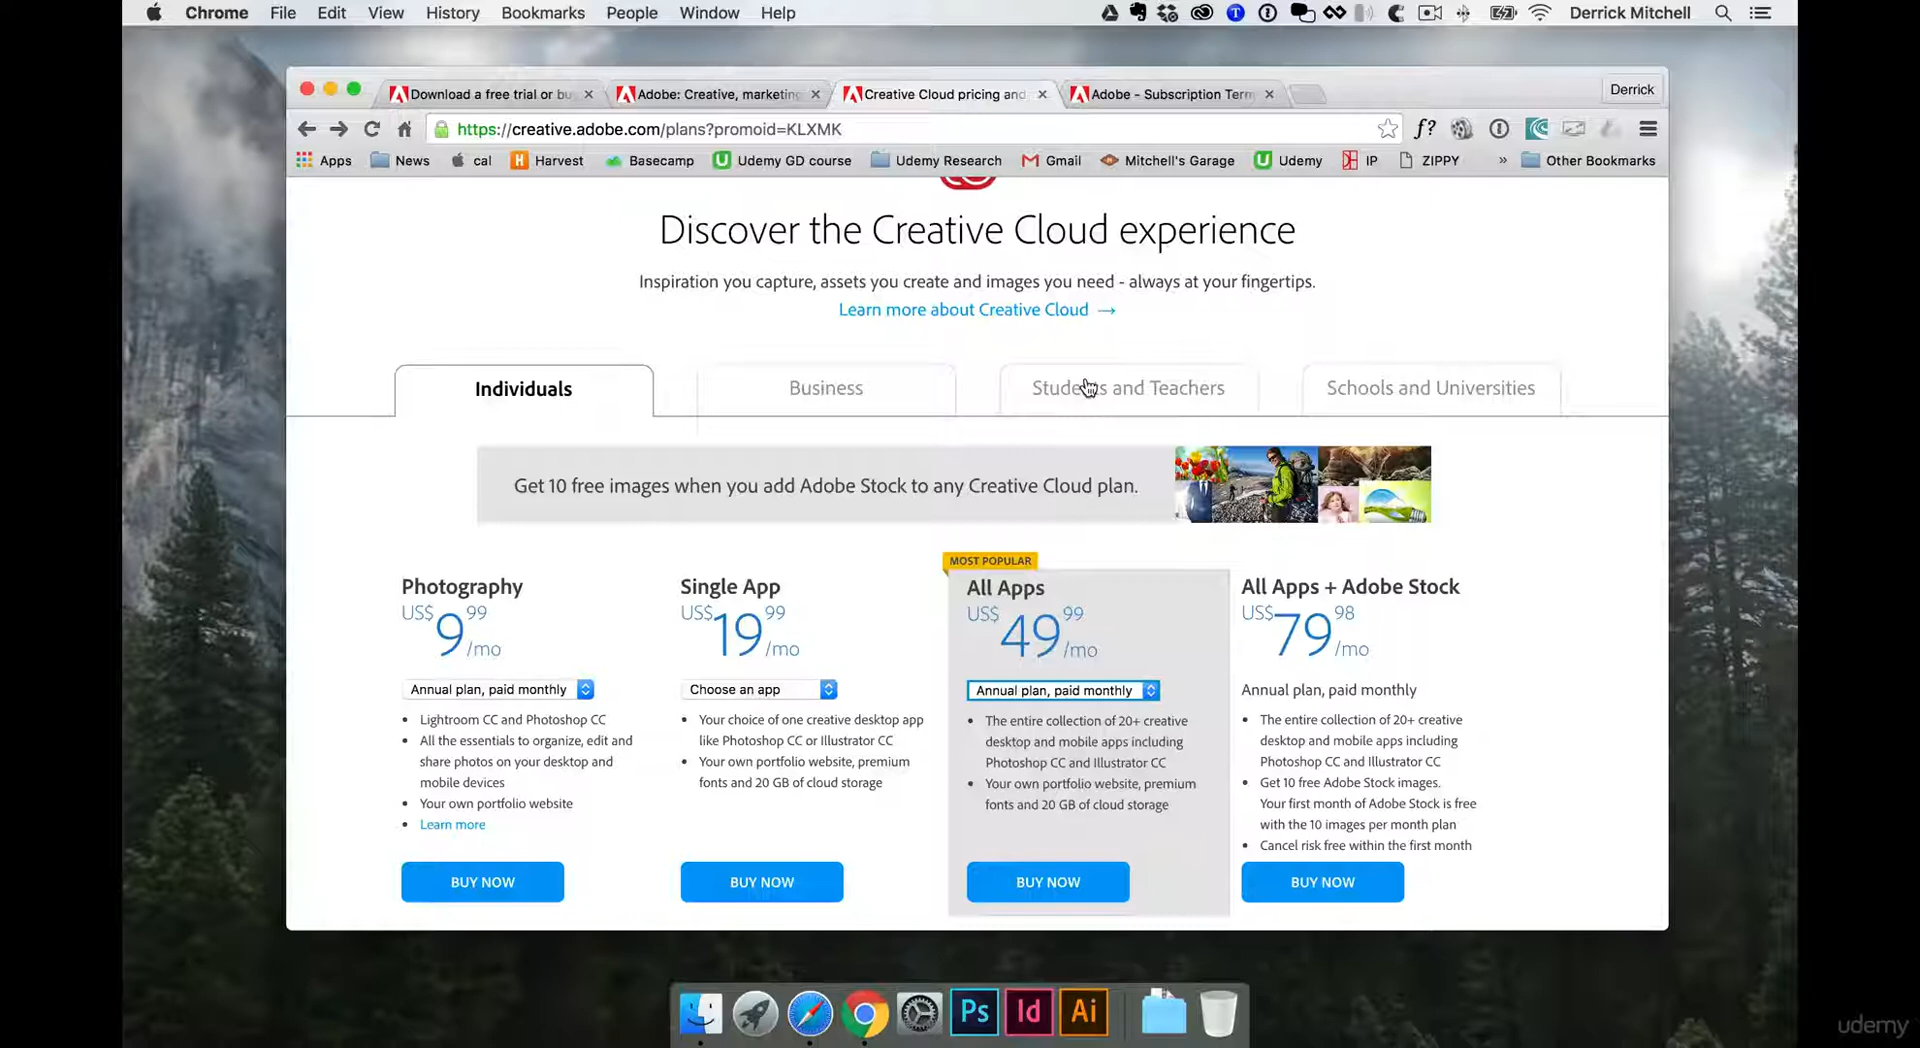 Chrome File Edit View History Bookmarks People Window Help Derrick Mitchell
Download a free trial or bu Adobe: Creative, marketing Creative Cloud pricing and Adobe - Subscription Term Derrick
https://creative.adobe.com/plans?promoid=KLXMK
f?
Apps News cal Harvest Basecamp Udemy GD course Udemy Research Gmail Mitchell's Garage Udemy IP ZIPPY » Other Bookmarks
Discover the Creative Cloud experience
Inspiration you capture, assets you create and images you need - always at your fingertips.
Learn more about Creative Cloud →
Individuals Business Students and Teachers Schools and Universities
Get 10 free images when you add Adobe Stock to any Creative Cloud plan.
Photography
US$ 9 99 /mo
Annual plan, paid monthly
• Lightroom CC and Photoshop CC
• All the essentials to organize, edit and
share photos on your desktop and
mobile devices
• Your own portfolio website
• Learn more
BUY NOW
Single App
US$ 19 99 /mo
Choose an app
• Your choice of one creative desktop app
like Photoshop CC or Illustrator CC
• Your own portfolio website, premium
fonts and 20 GB of cloud storage
BUY NOW
MOST POPULAR
All Apps
US$ 49 99 /mo
Annual plan, paid monthly
• The entire collection of 20+ creative
desktop and mobile apps including
Photoshop CC and Illustrator CC
• Your own portfolio website, premium
fonts and 20 GB of cloud storage
BUY NOW
All Apps + Adobe Stock
US$ 79 98 /mo
Annual plan, paid monthly
• The entire collection of 20+ creative
desktop and mobile apps including
Photoshop CC and Illustrator CC
• Get 10 free Adobe Stock images.
Your first month of Adobe Stock is free
with the 10 images per month plan
• Cancel risk free within the first month
BUY NOW
Ps Id Ai
udemy